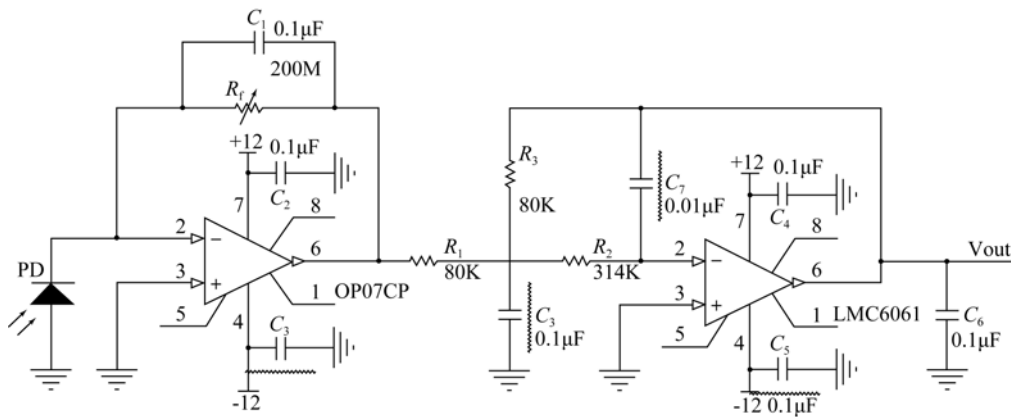 C1 0.1μF
200M
Rf
+12 0.1μF
C2
7
8
2
−
6
PD
3
+
1 OP07CP
5
4
C3
-12
R1
80K
R3
80K
C7
0.01μF
R2
314K
C3
0.1μF
+12 0.1μF
C4
7
8
2
−
6
Vout
3
+
1 LMC6061
5
4
C5
-12 0.1μF
C6
0.1μF